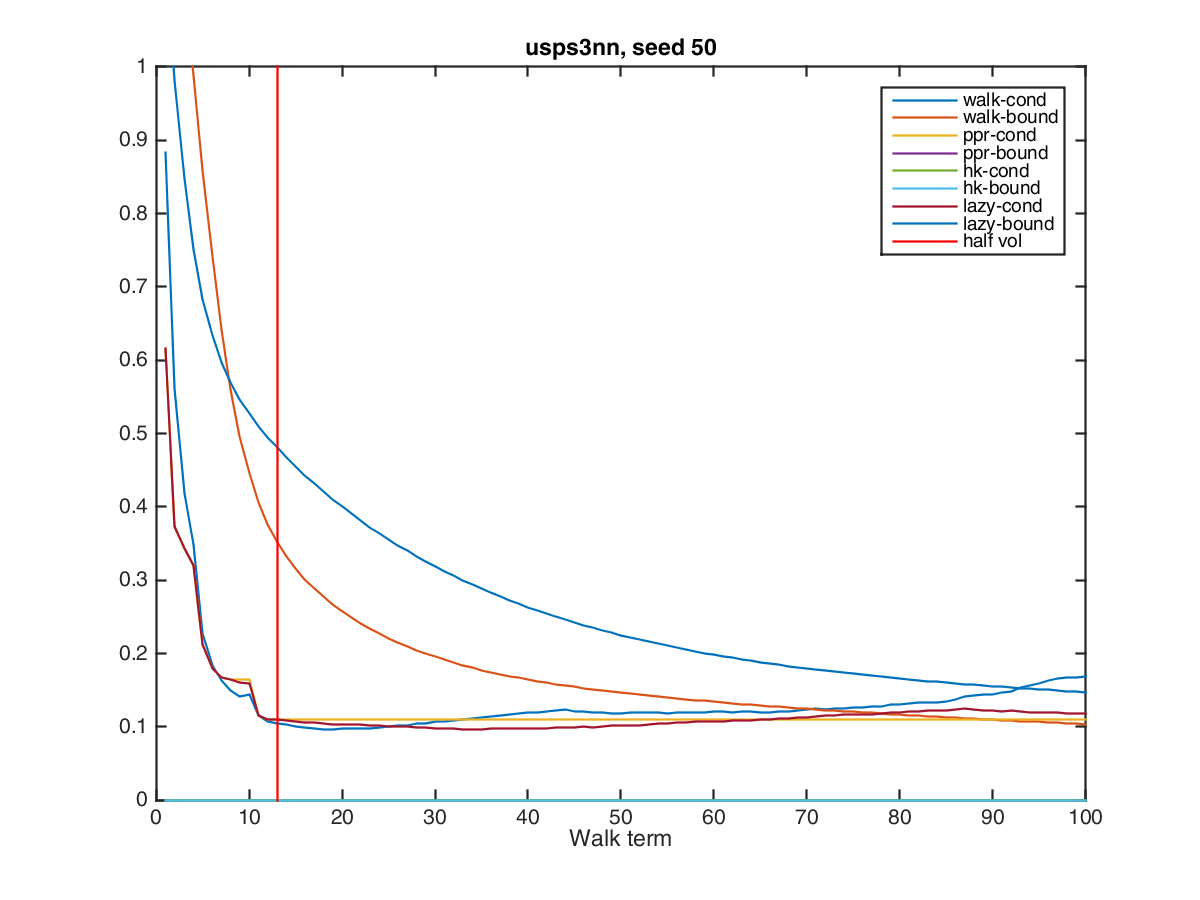 usps3nn, seed 50
1
0.9
0.8
0.7
0.6
0.5
0.4
0.3
0.2
0.1
0
walk-cond
walk-bound
ppr-cond
ppr-bound
hk-cond
hk-bound
lazy-cond
lazy-bound
half vol
0 10 20 30 40 50 60 70 80 90 100
Walk term